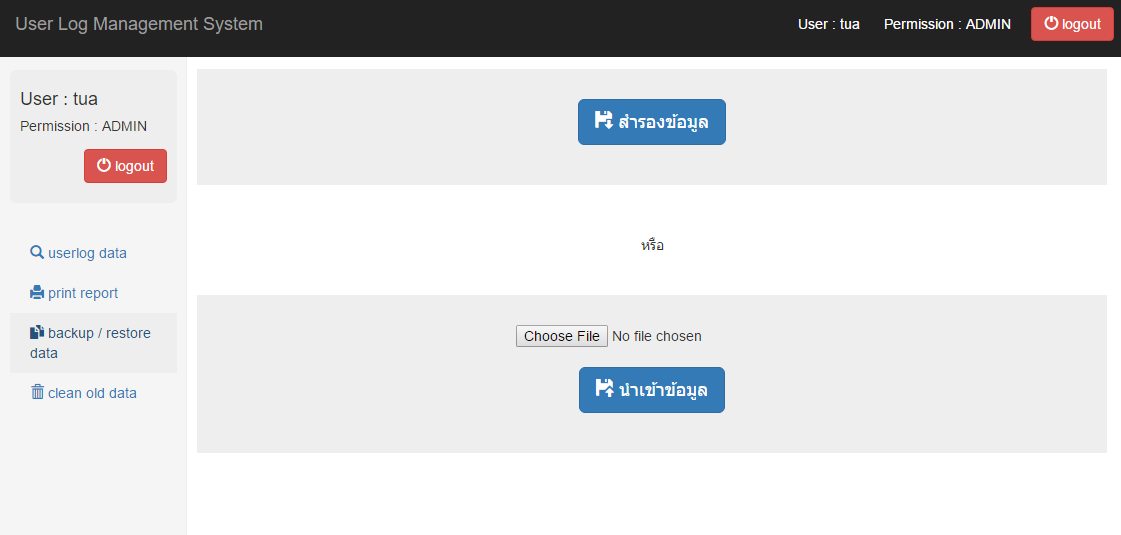 User Log Management System
User : tua
Permission : ADMIN
logout
User : tua
Permission : ADMIN
logout
userlog data
print report
backup / restore
data
clean old data
สำรองข้อมูล
หรือ
Choose File No file chosen
นำเข้าข้อมูล